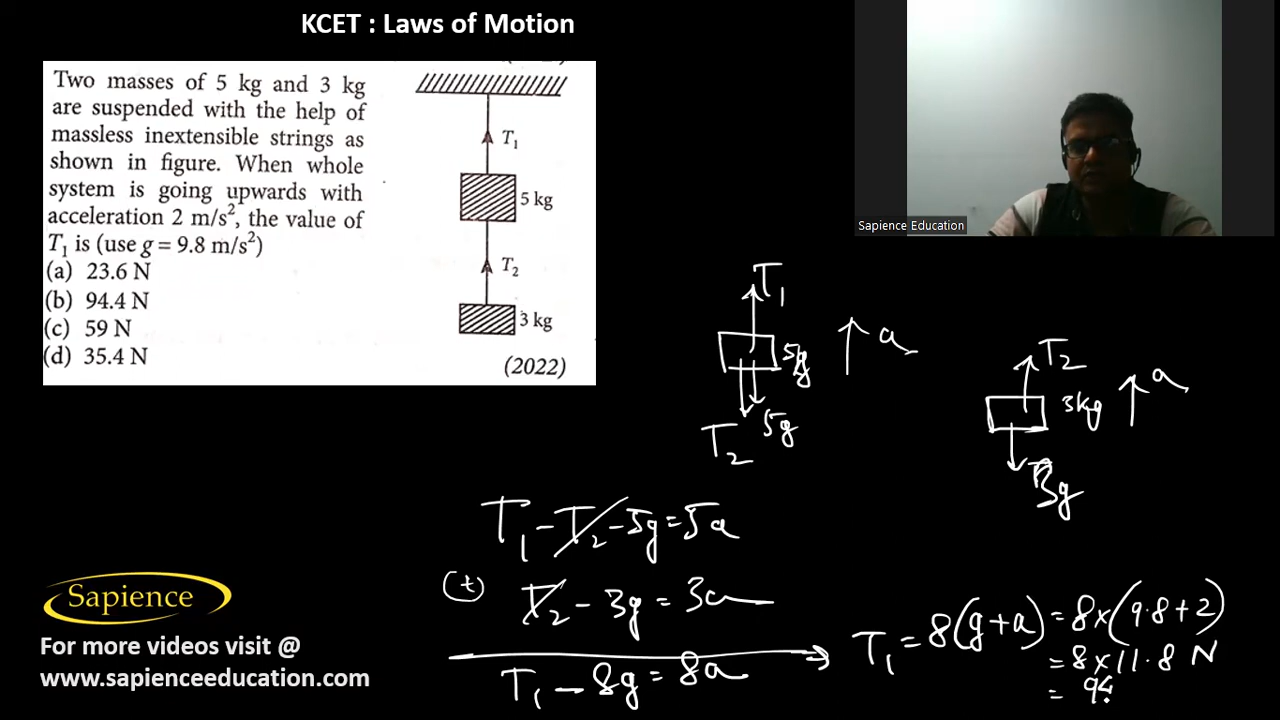 KCET : Laws of Motion
Two masses of 5 kg and 3 kg
are suspended with the help of
massless inextensible strings as
shown in figure. When whole
system is going upwards with
acceleration 2 m/s², the value of
T₁ is (use g = 9.8 m/s²)
(a) 23.6 N
(b) 94.4 N
(c) 59 N
(d) 35.4 N
T₁
5 kg
T₂
3 kg
(2022)
Sapience Education
T₁
a
T₂
5g
T₂
3kg
a
3g
T₁ - T₂ - 5g = 5a
(+) T₂ - 3g = 3a
T₁ - 8g = 8a
T₁ = 8(g+a) = 8×(9.8+2)
= 8×11.8 N
= 94.
Sapience
For more videos visit @
www.sapienceeducation.com